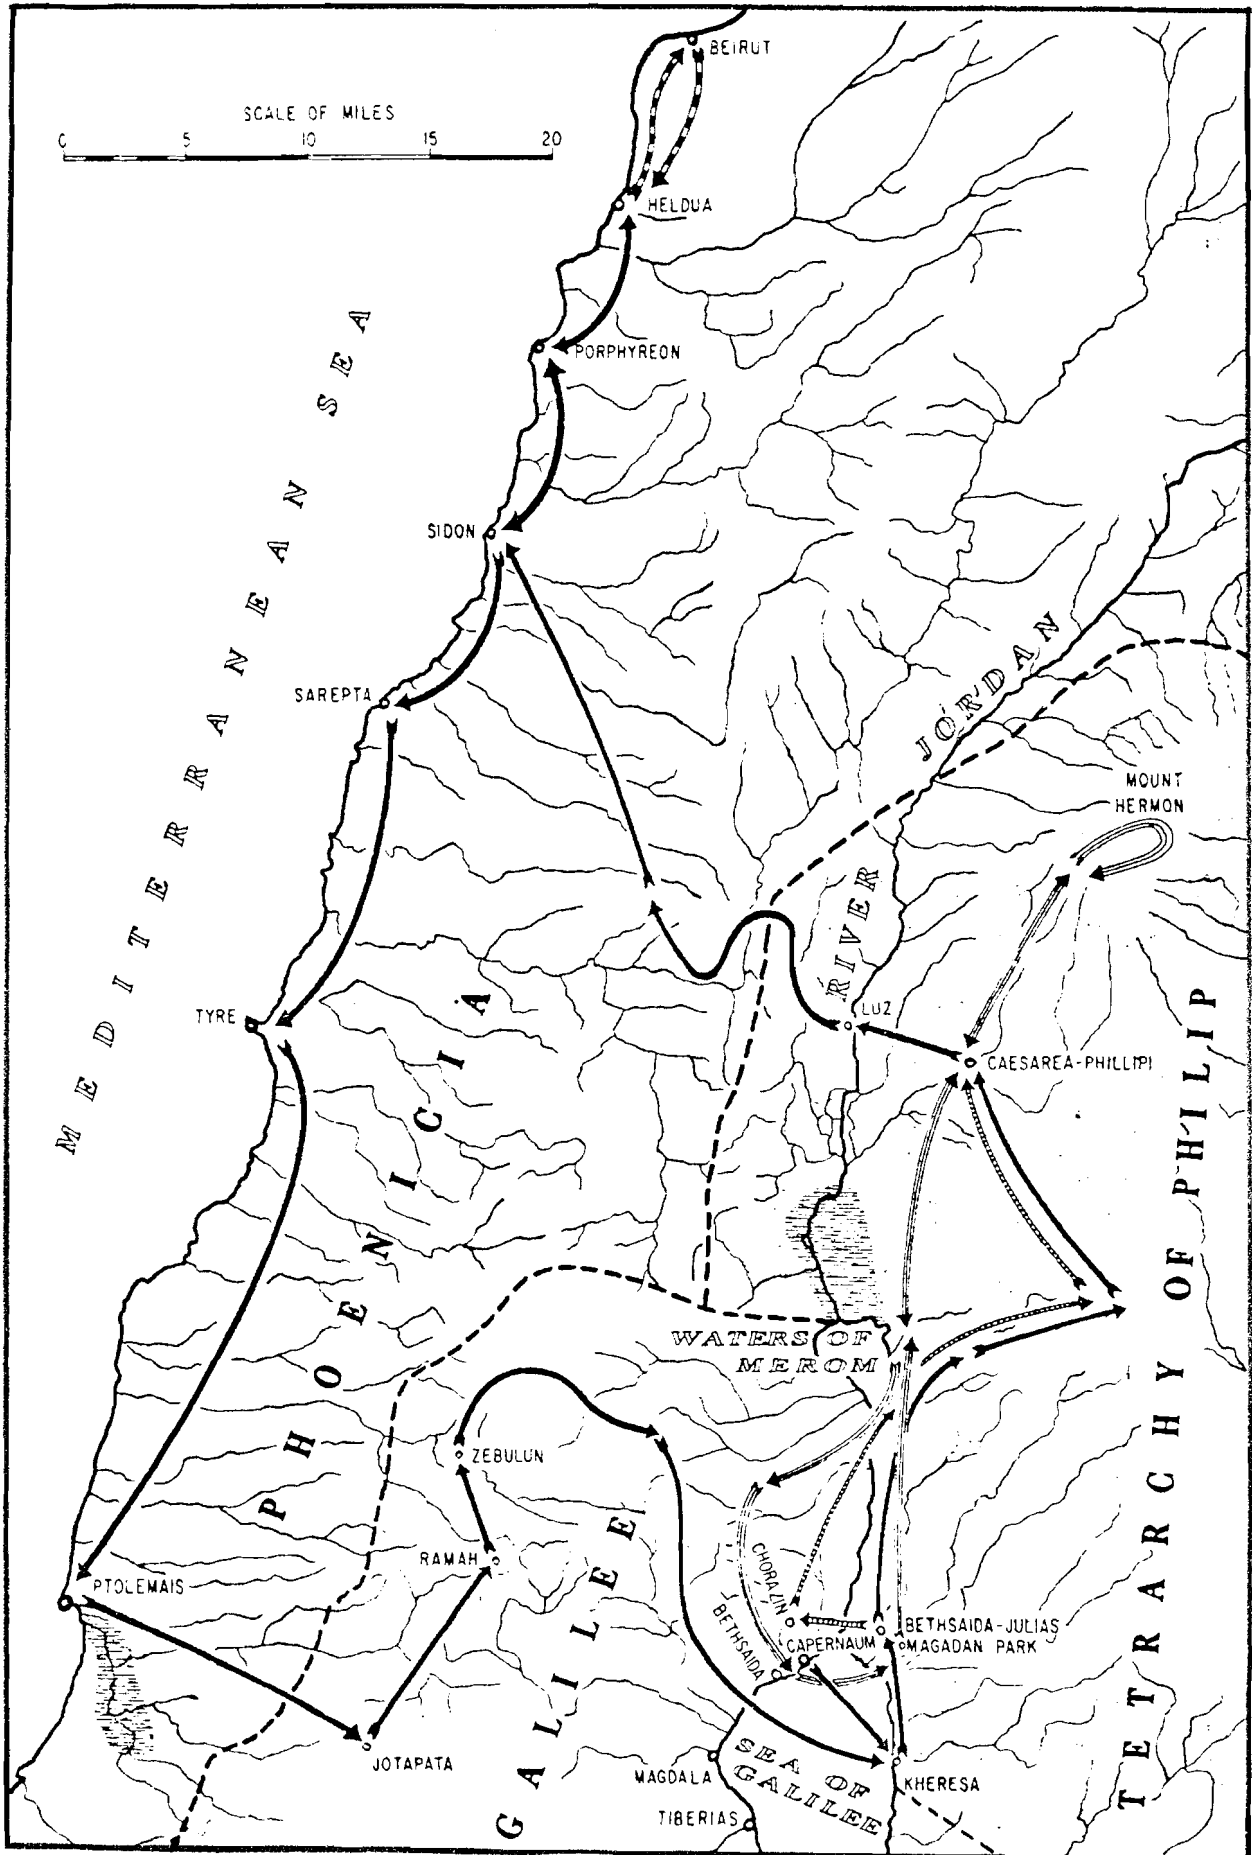 BEIRUT
SCALE OF MILES
0 5 10 15 20
HELDUA
PORPHYREON
MEDITERRANEAN SEA
SIDON
SAREPTA
JORDAN
RIVER
MOUNT
HERMON
TYRE
LUZ
CAESAREA-PHILLIPI
PHOENICIA
TETRARCHY OF PHILIP
WATERS OF
MEROM
ZEBULUN
RAMAH
GALILEE
PTOLEMAIS
CHORAZIN
BETHSAIDA
CAPERNAUM
BETHSAIDA-JULIAS
MAGADAN PARK
JOTAPATA
MAGDALA
SEA OF
GALILEE
KHERESA
TIBERIAS